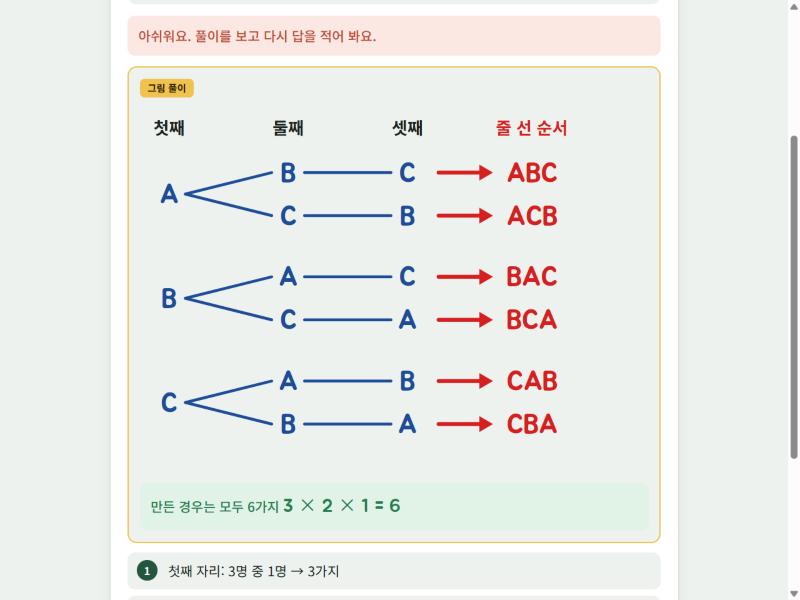 아쉬워요. 풀이를 보고 다시 답을 적어 봐요.
그림 풀이
첫째 둘째 셋째 줄 선 순서
A B C ABC
C B ACB
B A C BAC
C A BCA
C A B CAB
B A CBA
만든 경우는 모두 6가지 3 × 2 × 1 = 6
1 첫째 자리: 3명 중 1명 → 3가지